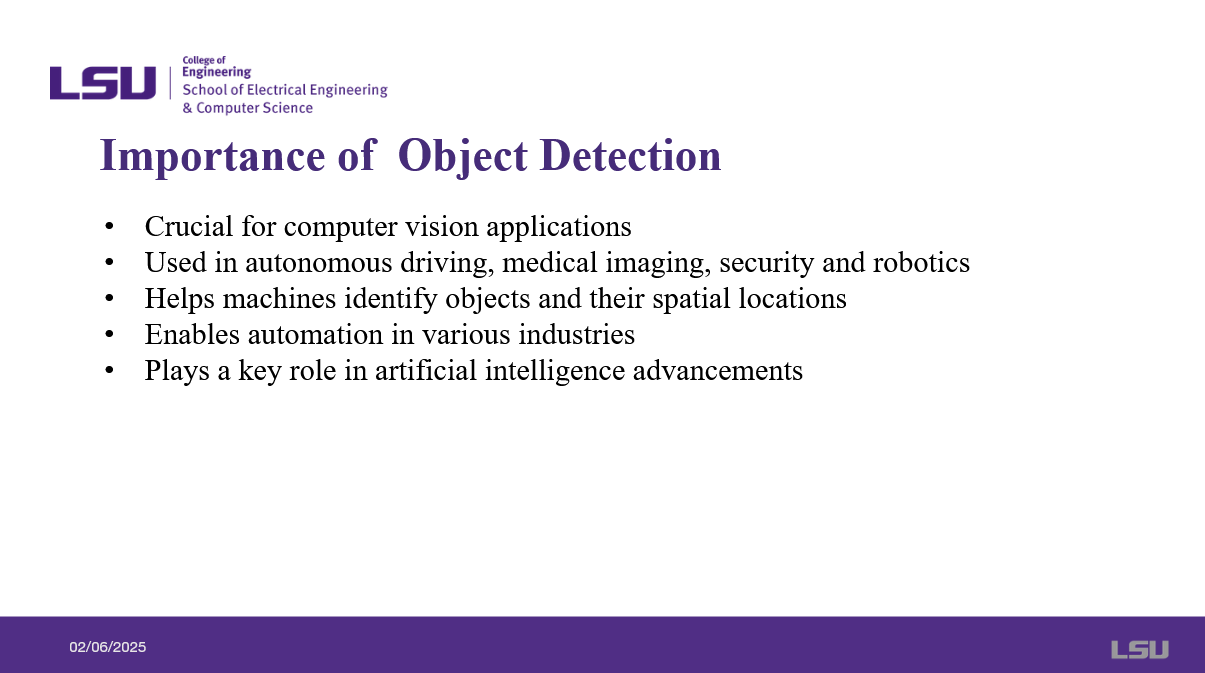 LSU
College of
Engineering
School of Electrical Engineering
& Computer Science
Importance of  Object Detection
• Crucial for computer vision applications
• Used in autonomous driving, medical imaging, security and robotics
• Helps machines identify objects and their spatial locations
• Enables automation in various industries
• Plays a key role in artificial intelligence advancements
02/06/2025
LSU